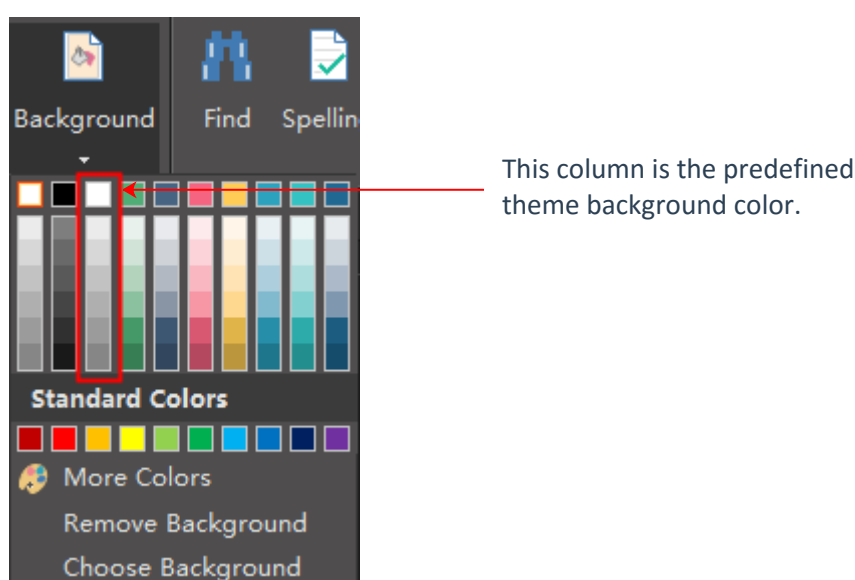 Background Find Spellin
This column is the predefined
theme background color.
Standard Colors
More Colors
Remove Background
Choose Background